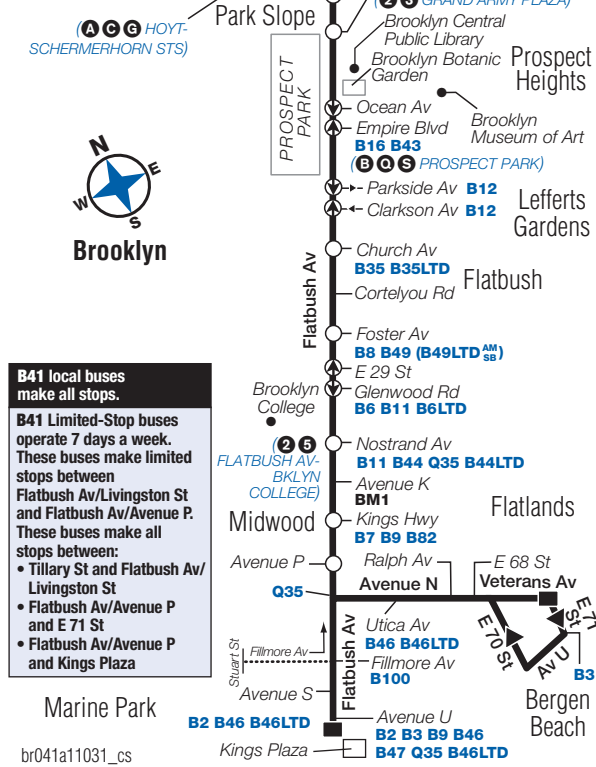 (2 3 GRAND ARMY PLAZA)
Park Slope
(A C G HOYT-
SCHERMERHORN STS)
Brooklyn Central
Public Library
Brooklyn Botanic
Garden
Prospect
Heights
PROSPECT
PARK
Ocean Av
Empire Blvd
B16 B43
(B Q S PROSPECT PARK)
Brooklyn
Museum of Art
N
E
S
W
Brooklyn
Parkside Av B12
Clarkson Av B12
Lefferts
Gardens
Church Av
B35 B35LTD
Flatbush
Cortelyou Rd
Flatbush Av
Foster Av
B8 B49 (B49LTD AM SB)
E 29 St
Glenwood Rd
B6 B11 B6LTD
Brooklyn
College
(2 5
FLATBUSH AV-
BKLYN
COLLEGE)
Nostrand Av
B11 B44 Q35 B44LTD
Avenue K
BM1
Flatlands
Midwood
Kings Hwy
B7 B9 B82
B41 local buses
make all stops.
B41 Limited-Stop buses
operate 7 days a week.
These buses make limited
stops between
Flatbush Av/Livingston St
and Flatbush Av/Avenue P.
These buses make all
stops between:
• Tillary St and Flatbush Av/
Livingston St
• Flatbush Av/Avenue P
and E 71 St
• Flatbush Av/Avenue P
and Kings Plaza
Avenue P
Ralph Av
E 68 St
Q35
Avenue N
Veterans Av
E 71
St
E 70 St
Av U
B3
Utica Av
B46 B46LTD
Stuart St
Fillmore Av
Flatbush Av
Fillmore Av
B100
Avenue S
Bergen
Beach
Marine Park
B2 B46 B46LTD
Avenue U
B2 B3 B9 B46
B47 Q35 B46LTD
Kings Plaza
br041a11031_cs